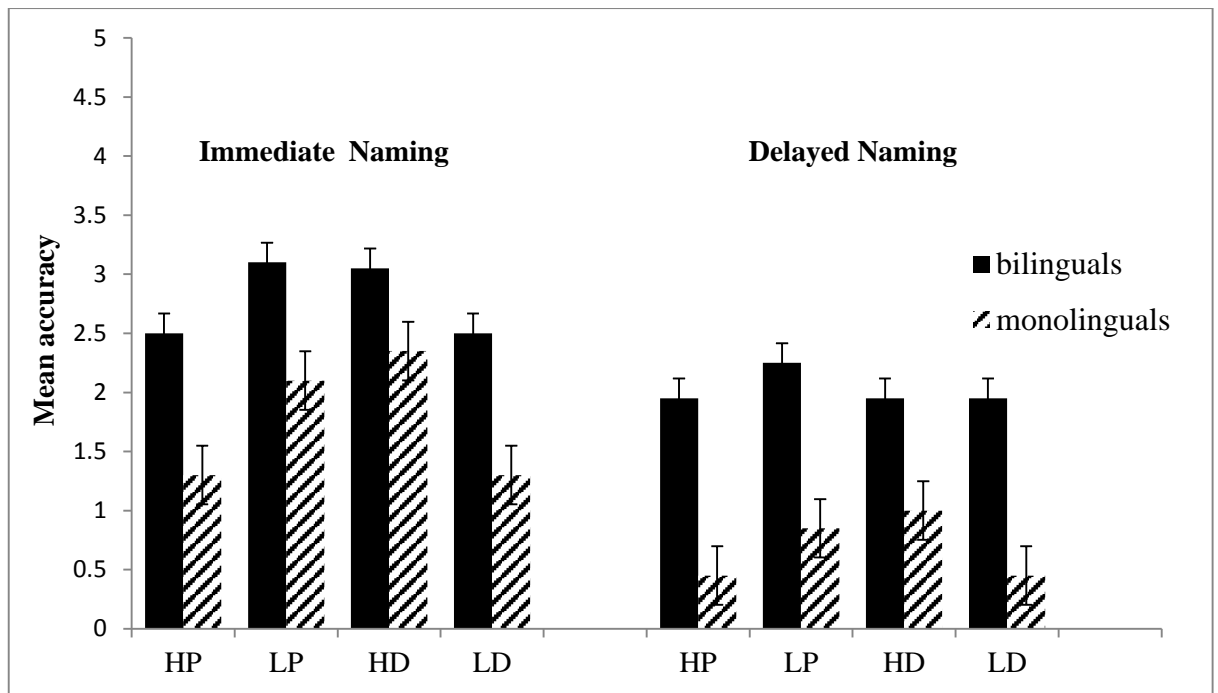 5
4.5
4
3.5
3
2.5
2
1.5
1
0.5
0
Mean accuracy
Immediate Naming
Delayed Naming
bilinguals
monolinguals
HP LP HD LD HP LP HD LD